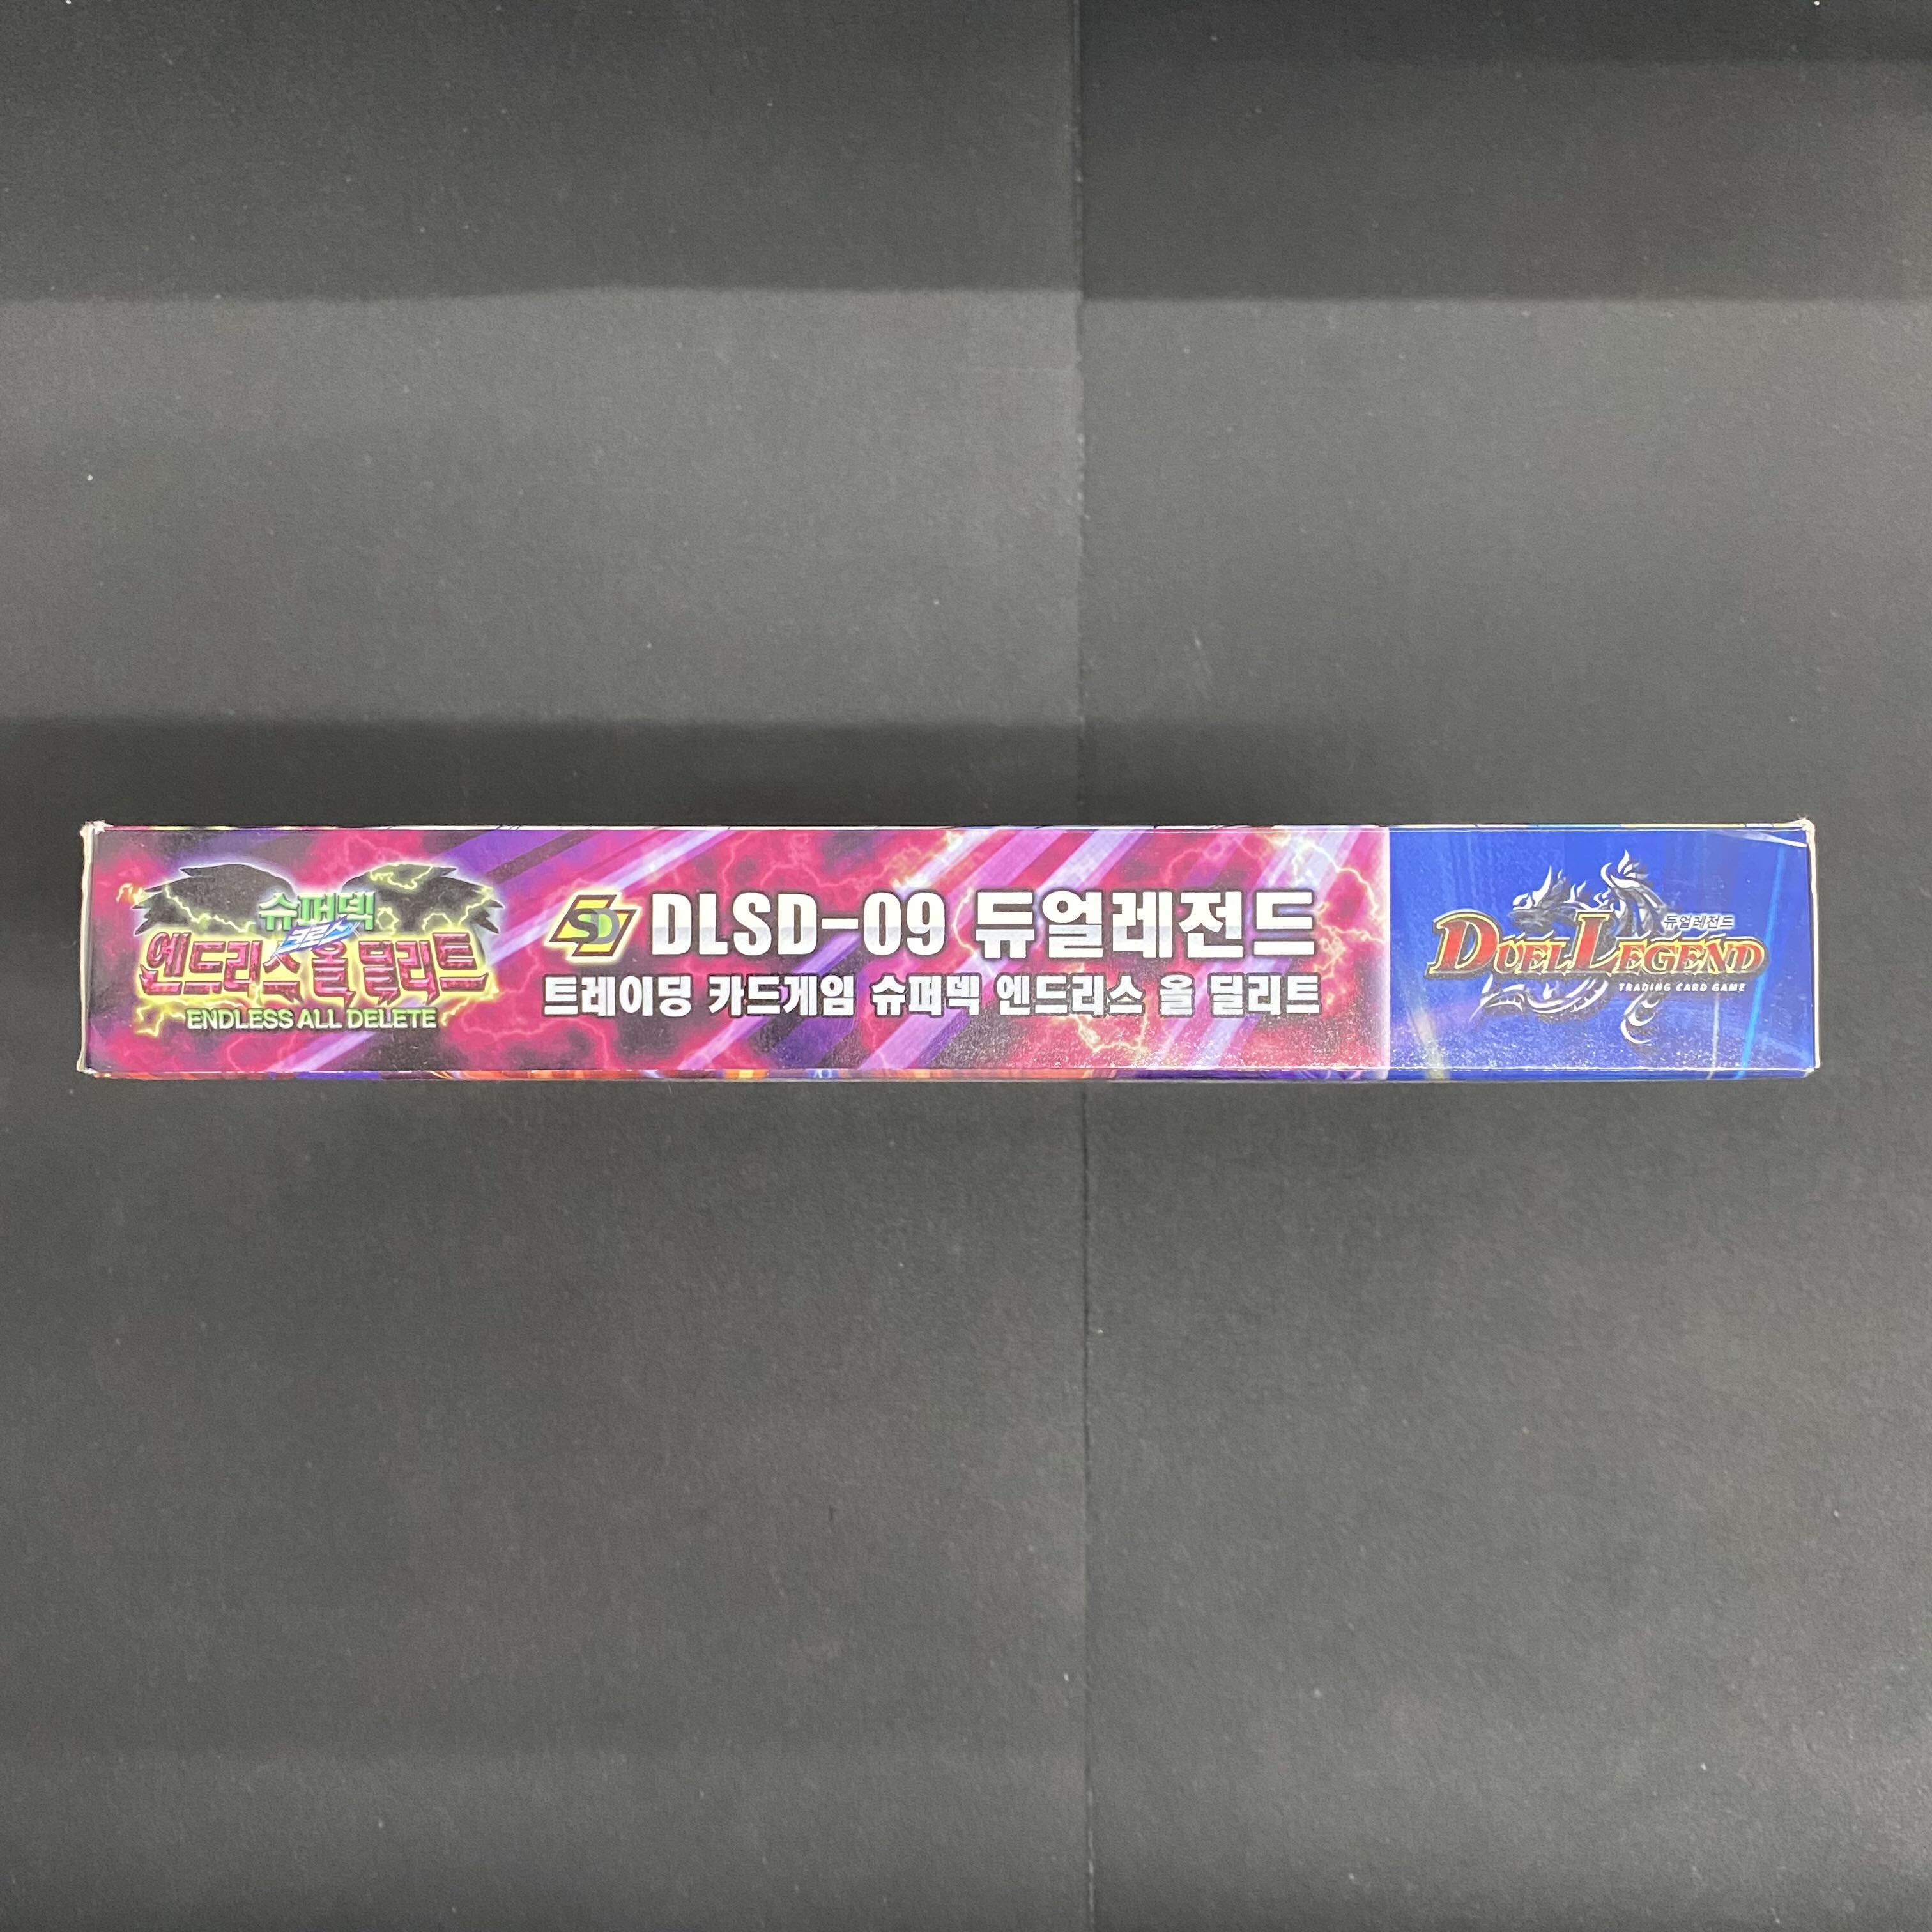 슈퍼덱
크로스
엔드리스 올 딜리트
ENDLESS ALL DELETE
SD DLSD-09 듀얼레전드
트레이딩 카드게임 슈퍼덱 엔드리스 올 딜리트
듀얼레전드
DUEL LEGEND
TRADING CARD GAME